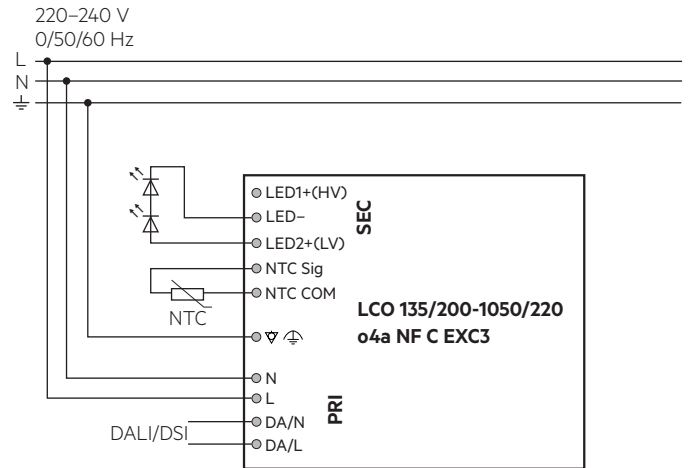 220–240 V
0/50/60 Hz
L
N
LED1+(HV)
LED–
LED2+(LV)
NTC Sig
NTC COM
NTC
SEC
LCO 135/200-1050/220
o4a NF C EXC3
N
L
DA/N
DA/L
DALI/DSI
PRI